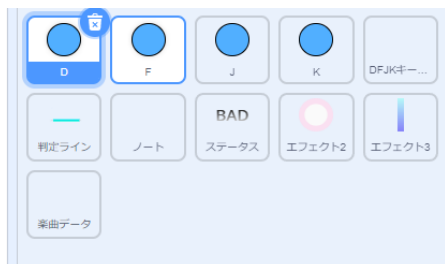 D
F
J
K
DFJKキー...
判定ライン
ノート
BAD
ステータス
エフェクト2
エフェクト3
楽曲データ